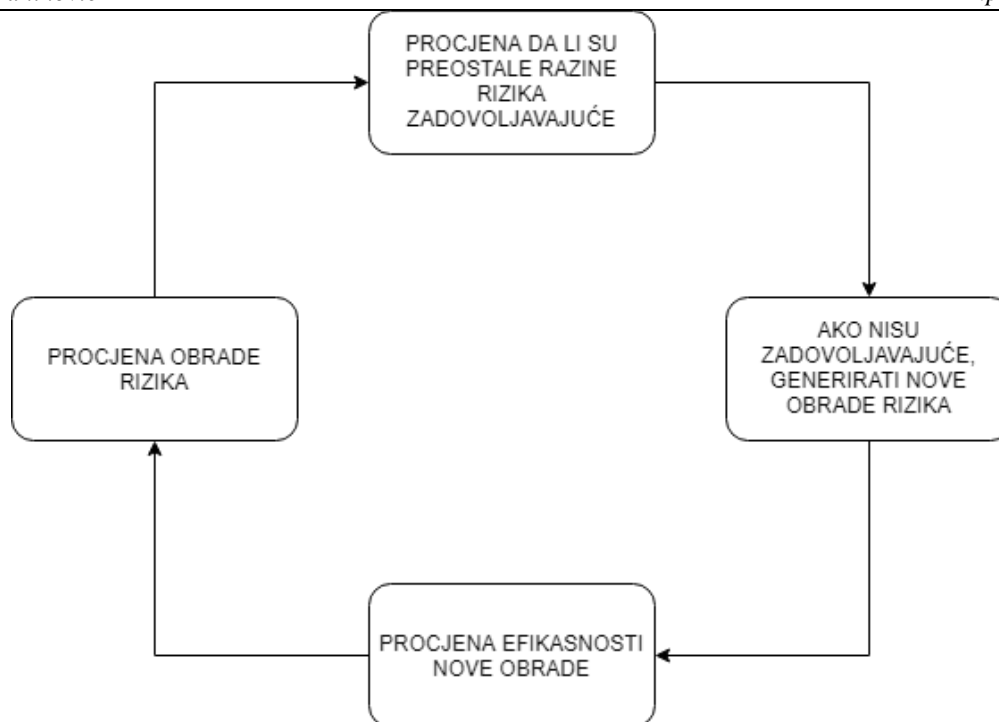 PROCJENA DA LI SU
PREOSTALE RAZINE
RIZIKA
ZADOVOLJAVAJUĆE
PROCJENA OBRADE
RIZIKA
AKO NISU
ZADOVOLJAVAJUĆE,
GENERIRATI NOVE
OBRADE RIZIKA
PROCJENA EFIKASNOSTI
NOVE OBRADE